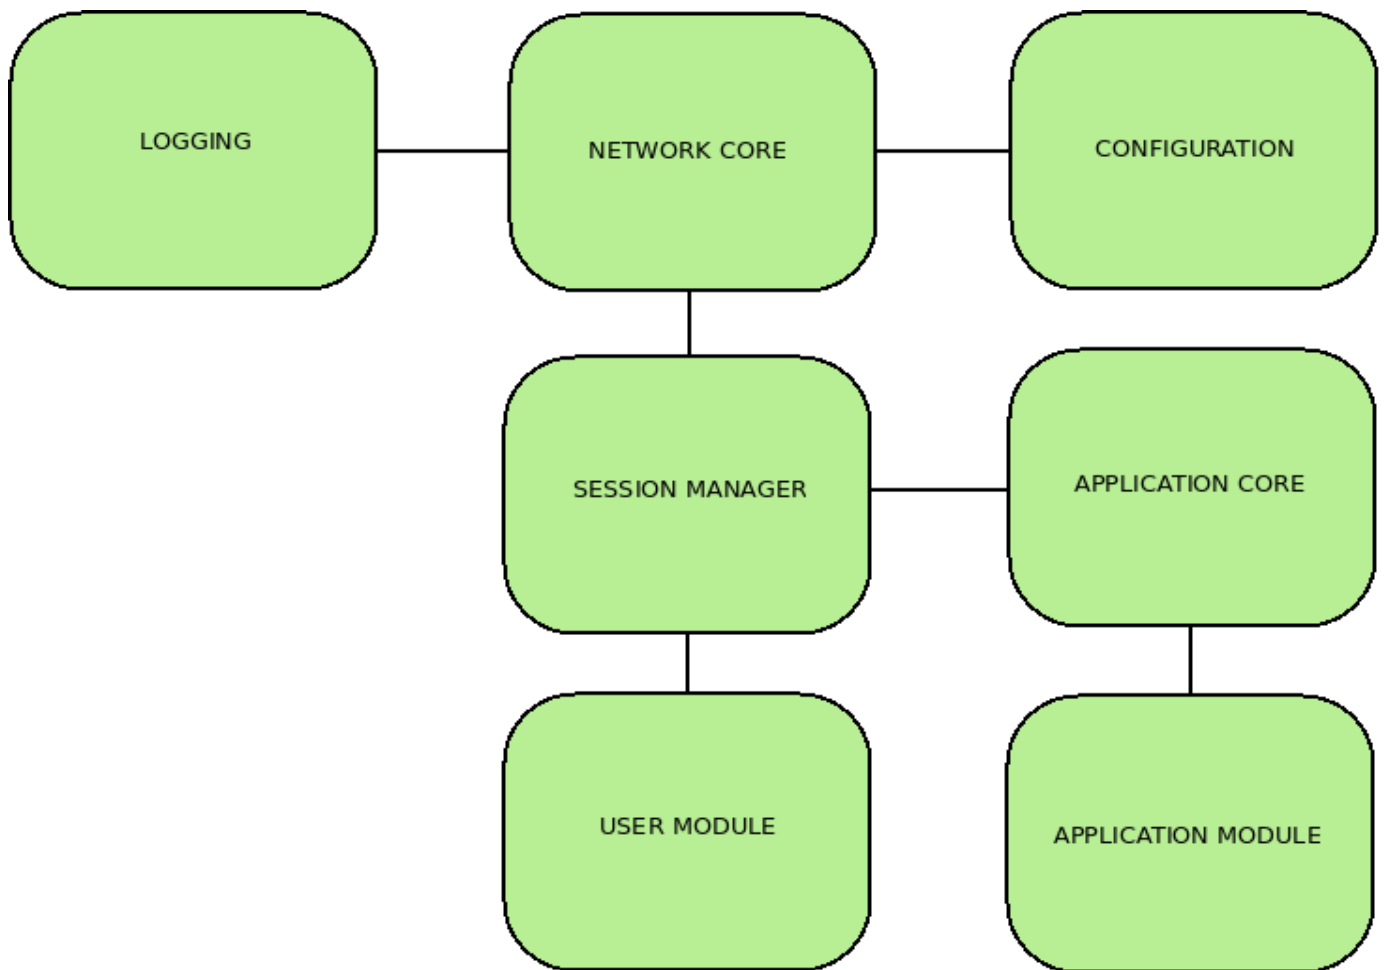 LOGGING
NETWORK CORE
CONFIGURATION
SESSION MANAGER
APPLICATION CORE
USER MODULE
APPLICATION MODULE